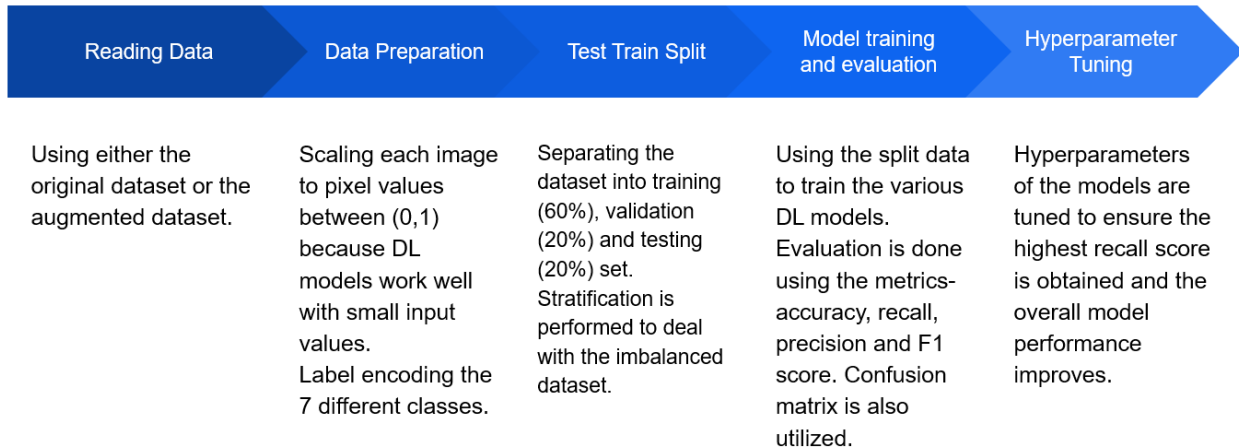 Reading Data
Data Preparation
Test Train Split
Model training
and evaluation
Hyperparameter
Tuning
Using either the
original dataset or the
augmented dataset.
Scaling each image
to pixel values
between (0,1)
because DL
models work well
with small input
values.
Label encoding the
7 different classes.
Separating the
dataset into training
(60%), validation
(20%) and testing
(20%) set.
Stratification is
performed to deal
with the imbalanced
dataset.
Using the split data
to train the various
DL models.
Evaluation is done
using the metrics-
accuracy, recall,
precision and F1
score. Confusion
matrix is also
utilized.
Hyperparameters
of the models are
tuned to ensure the
highest recall score
is obtained and the
overall model
performance
improves.